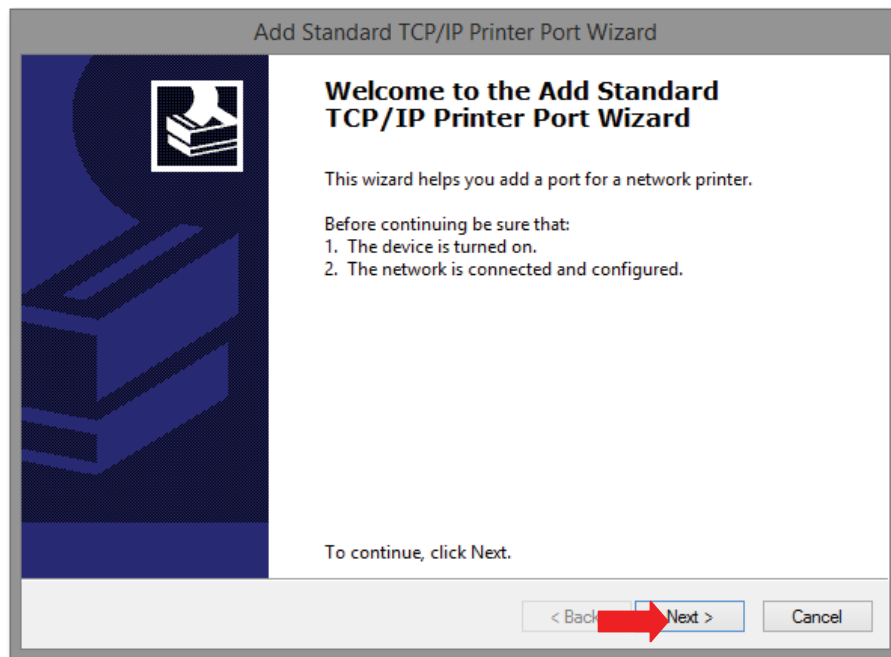 Add Standard TCP/IP Printer Port Wizard
Welcome to the Add Standard
TCP/IP Printer Port Wizard
This wizard helps you add a port for a network printer.
Before continuing be sure that:
1. The device is turned on.
2. The network is connected and configured.
To continue, click Next.
< Back Next > Cancel